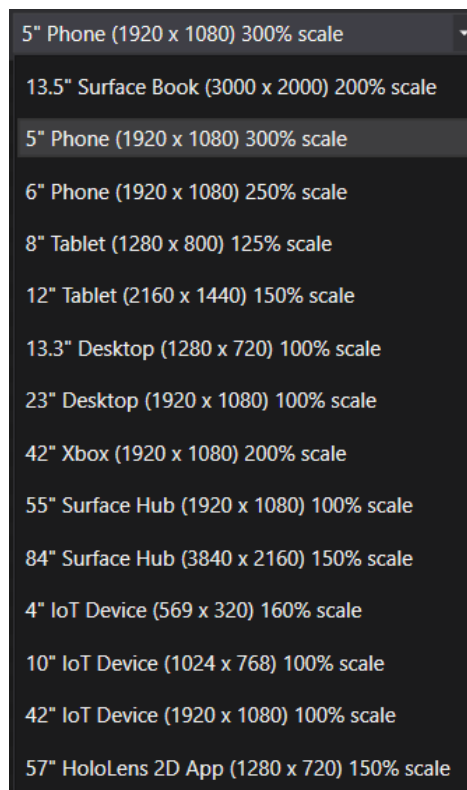 5" Phone (1920 x 1080) 300% scale
13.5" Surface Book (3000 x 2000) 200% scale
5" Phone (1920 x 1080) 300% scale
6" Phone (1920 x 1080) 250% scale
8" Tablet (1280 x 800) 125% scale
12" Tablet (2160 x 1440) 150% scale
13.3" Desktop (1280 x 720) 100% scale
23" Desktop (1920 x 1080) 100% scale
42" Xbox (1920 x 1080) 200% scale
55" Surface Hub (1920 x 1080) 100% scale
84" Surface Hub (3840 x 2160) 150% scale
4" IoT Device (569 x 320) 160% scale
10" IoT Device (1024 x 768) 100% scale
42" IoT Device (1920 x 1080) 100% scale
57" HoloLens 2D App (1280 x 720) 150% scale